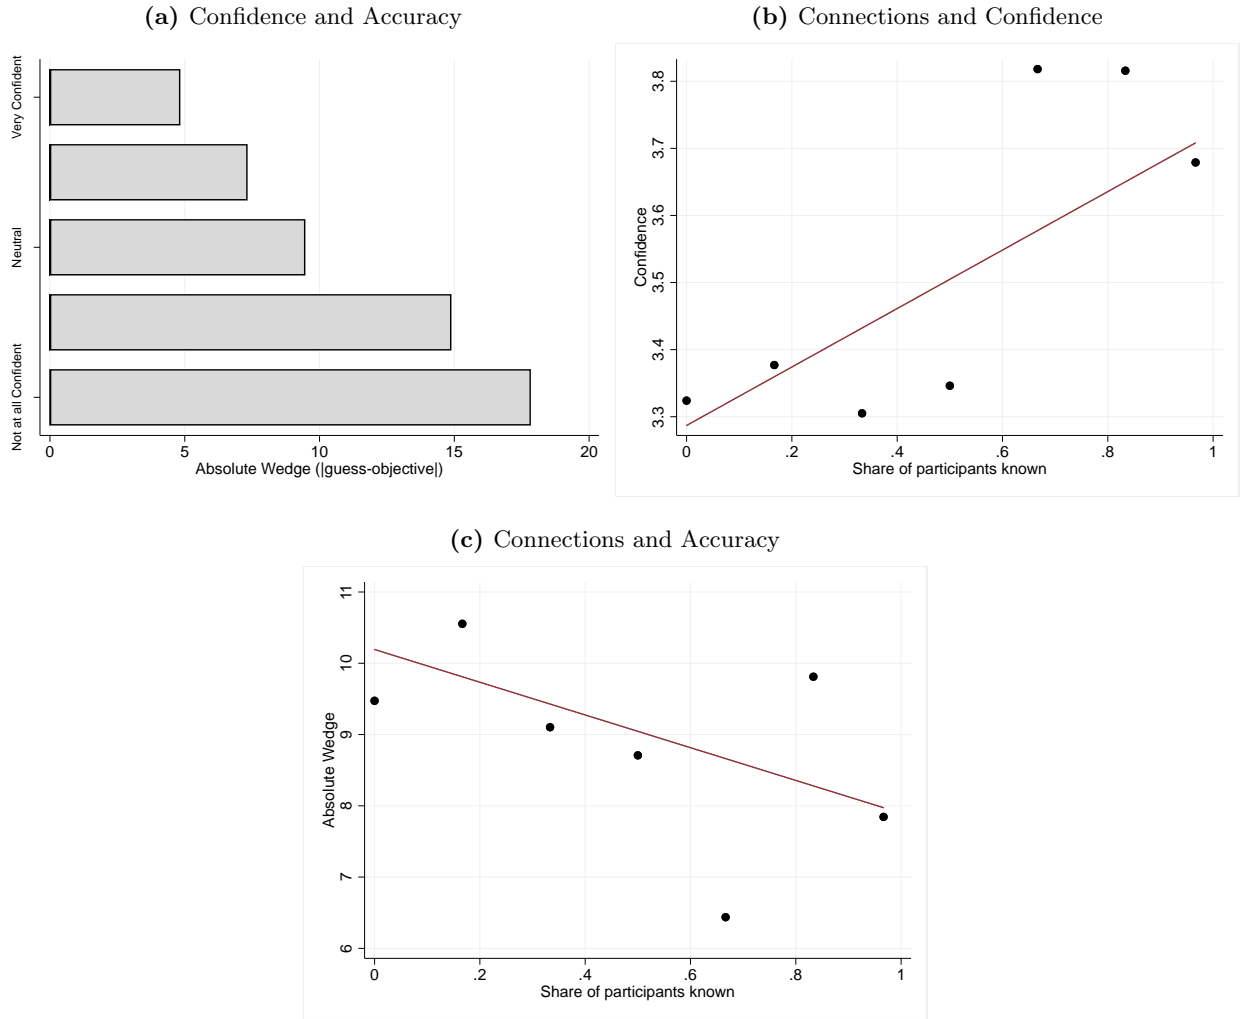 (a) Confidence and Accuracy
Very Confident
Neutral
Not at all Confident
0 5 10 15 20
Absolute Wedge (|guess-objective|)
(b) Connections and Confidence
3.8
3.7
3.6
3.5
3.4
3.3
Confidence
0 .2 .4 .6 .8 1
Share of participants known
(c) Connections and Accuracy
11
10
9
8
7
6
Absolute Wedge
0 .2 .4 .6 .8 1
Share of participants known